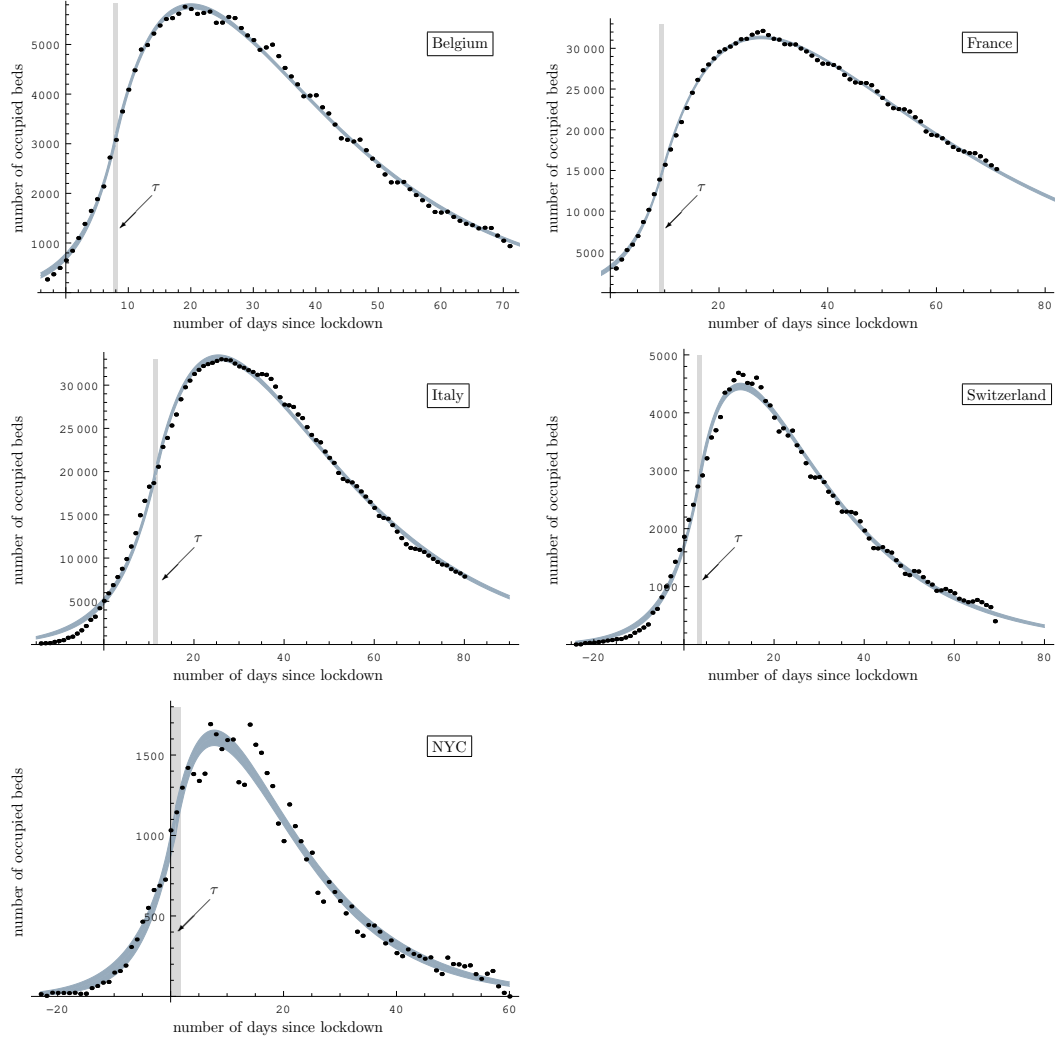 Belgium
number of occupied beds
5000
4000
3000
2000
1000
τ
10 20 30 40 50 60 70
number of days since lockdown
France
number of occupied beds
30 000
25 000
20 000
15 000
10 000
5000
τ
20 40 60 80
number of days since lockdown
Italy
number of occupied beds
30 000
25 000
20 000
15 000
10 000
5000
τ
20 40 60 80
number of days since lockdown
Switzerland
number of occupied beds
5000
4000
3000
2000
1000
τ
−20 20 40 60 80
number of days since lockdown
NYC
number of occupied beds
1500
1000
500
τ
−20 20 40 60
number of days since lockdown